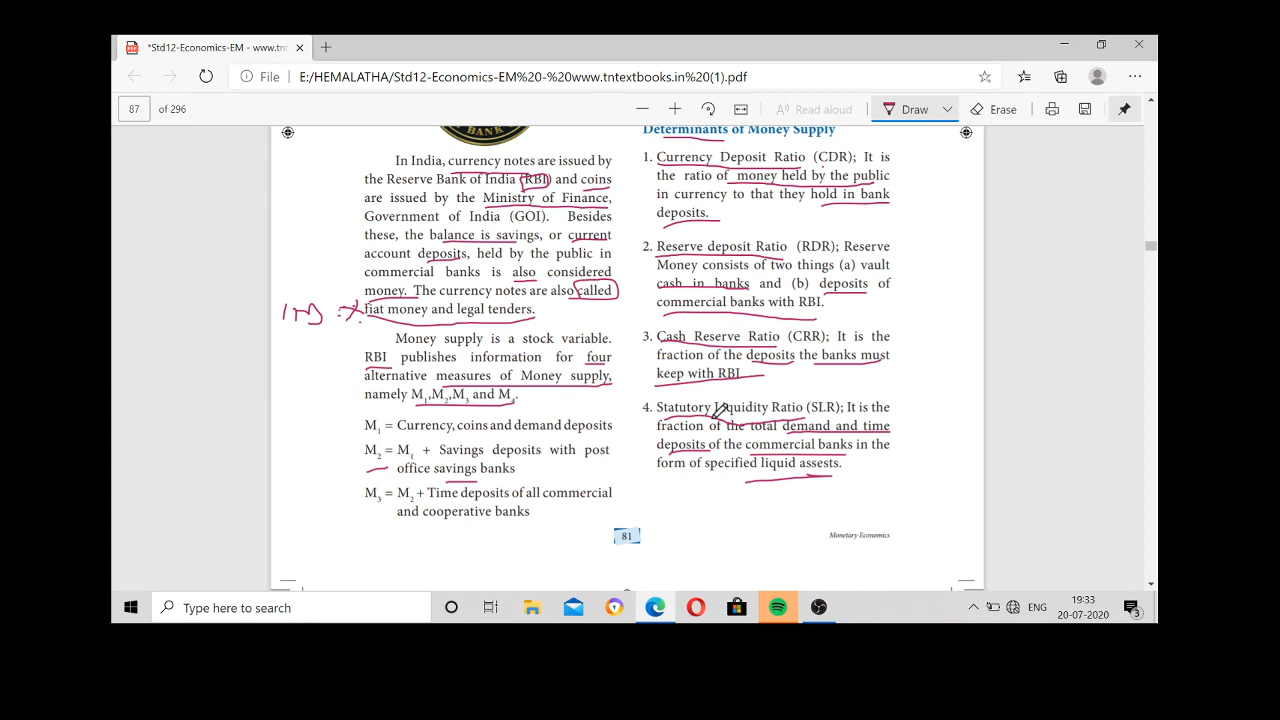 *Std12-Economics-EM - www.tnt
File E:/HEMALATHA/Std12-Economics-EM%20-%20www.tntextbooks.in%20(1).pdf
87 of 296
Read aloud Draw Erase
BANK
In India, currency notes are issued by
the Reserve Bank of India (RBI) and coins
are issued by the Ministry of Finance,
Government of India (GOI). Besides
these, the balance is savings, or current
account deposits, held by the public in
commercial banks is also considered
money. The currency notes are also called
fiat money and legal tenders.
Money supply is a stock variable.
RBI publishes information for four
alternative measures of Money supply,
namely M1,M2,M3 and M4.
M1 = Currency, coins and demand deposits
M2 = M1 + Savings deposits with post
office savings banks
M3 = M2 + Time deposits of all commercial
and cooperative banks
Determinants of Money Supply
1. Currency Deposit Ratio (CDR); It is
the ratio of money held by the public
in currency to that they hold in bank
deposits.
2. Reserve deposit Ratio (RDR); Reserve
Money consists of two things (a) vault
cash in banks and (b) deposits of
commercial banks with RBI.
3. Cash Reserve Ratio (CRR); It is the
fraction of the deposits the banks must
keep with RBI.
4. Statutory Liquidity Ratio (SLR); It is the
fraction of the total demand and time
deposits of the commercial banks in the
form of specified liquid assests.
81
Monetary Economics
Type here to search
ENG
19:33
20-07-2020
3